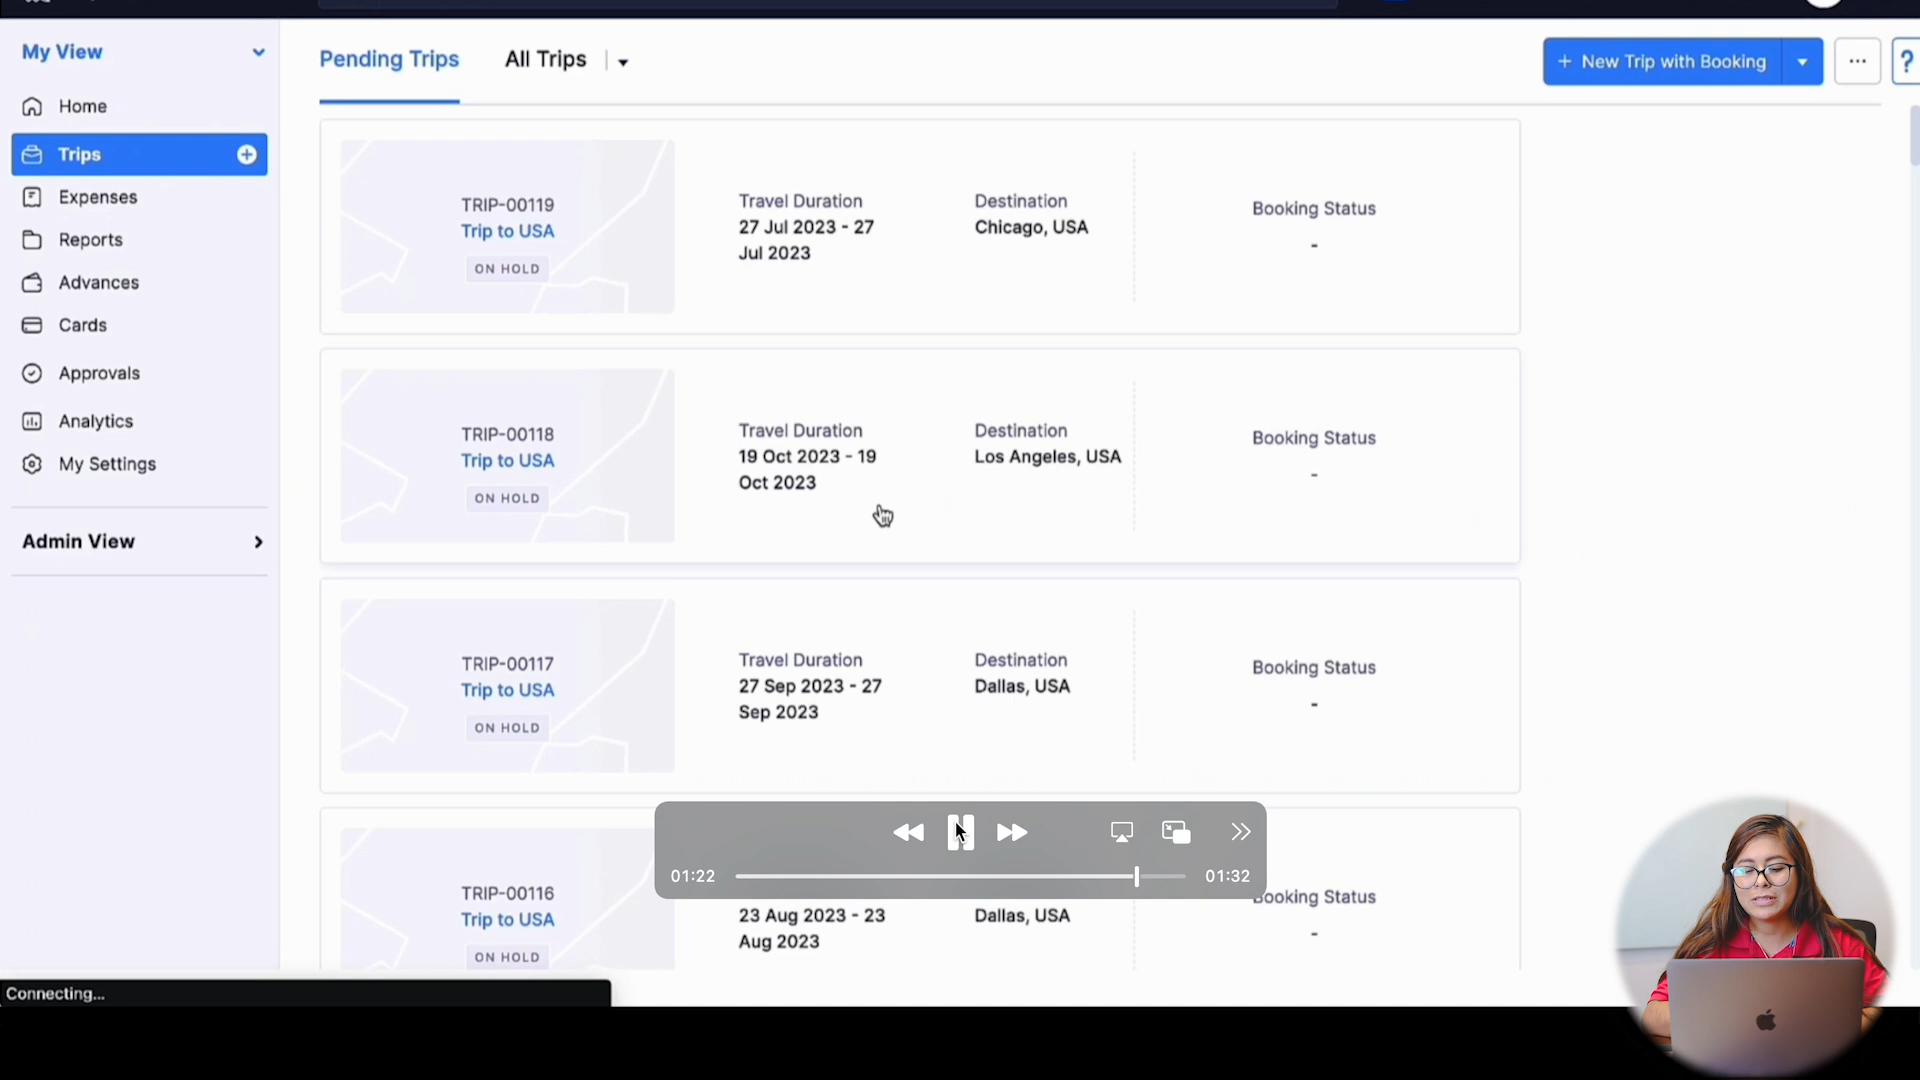 My View
Home
Trips
Expenses
Reports
Advances
Cards
Approvals
Analytics
My Settings
Admin View
Pending Trips
All Trips
+ New Trip with Booking
...
?
TRIP-00119
Trip to USA
ON HOLD
Travel Duration
27 Jul 2023 - 27
Jul 2023
Destination
Chicago, USA
Booking Status
-
TRIP-00118
Trip to USA
ON HOLD
Travel Duration
19 Oct 2023 - 19
Oct 2023
Destination
Los Angeles, USA
Booking Status
-
TRIP-00117
Trip to USA
ON HOLD
Travel Duration
27 Sep 2023 - 27
Sep 2023
Destination
Dallas, USA
Booking Status
-
TRIP-00116
Trip to USA
ON HOLD
23 Aug 2023 - 23
Aug 2023
Dallas, USA
Booking Status
-
01:22
01:32
Connecting...